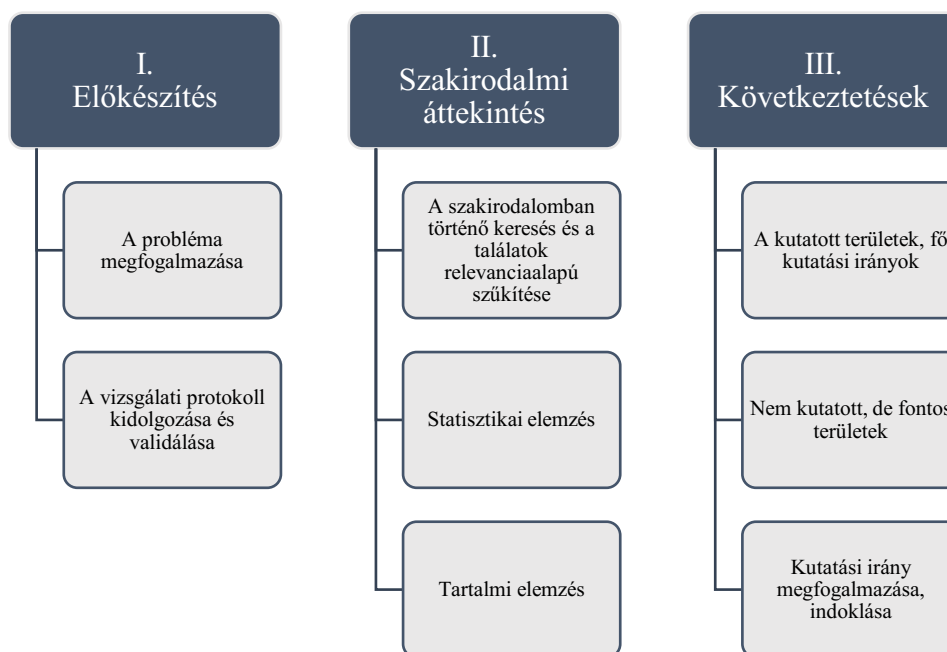 I.
Előkészítés
A probléma
megfogalmazása
A vizsgálati protokoll
kidolgozása és
validálása
II.
Szakirodalmi
áttekintés
A szakirodalomban
történő keresés és a
találatok
relevanciaalapú
szűkítése
Statisztikai elemzés
Tartalmi elemzés
III.
Következtetések
A kutatott területek, fő
kutatási irányok
Nem kutatott, de fontos
területek
Kutatási irány
megfogalmazása,
indoklása